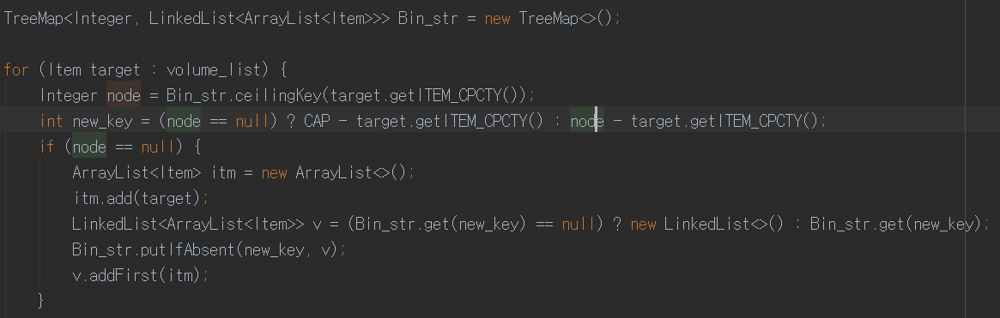 TreeMap<Integer, LinkedList<ArrayList<Item>>> Bin_str = new TreeMap<>();
for (Item target : volume_list) {
Integer node = Bin_str.ceilingKey(target.getITEM_CPCTY());
int new_key = (node == null) ? CAP - target.getITEM_CPCTY() : node - target.getITEM_CPCTY();
if (node == null) {
ArrayList<Item> itm = new ArrayList<>();
itm.add(target);
LinkedList<ArrayList<Item>> v = (Bin_str.get(new_key) == null) ? new LinkedList<>() : Bin_str.get(new_key);
Bin_str.putIfAbsent(new_key, v);
v.addFirst(itm);
}